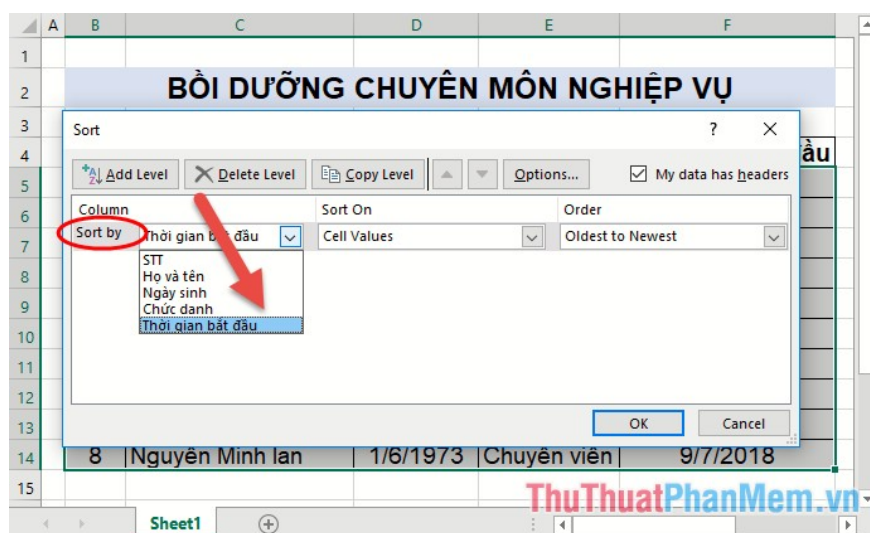 A B C D E F
1
2 BỒI DƯỠNG CHUYÊN MÔN NGHIỆP VỤ
3 Sort ? X
4 ầu
Add Level Delete Level Copy Level Options... My data has headers
5
6 Column Sort On Order
7 Sort by Thời gian bắt đầu Cell Values Oldest to Newest
STT
8 Họ và tên
Ngày sinh
9 Chức danh
Thời gian bắt đầu
10
11
12
13 OK Cancel
14 8 Nguyễn Minh lan 1/6/1973 Chuyên viên 9/7/2018
15
ThuThuatPhanMem.vn
Sheet1